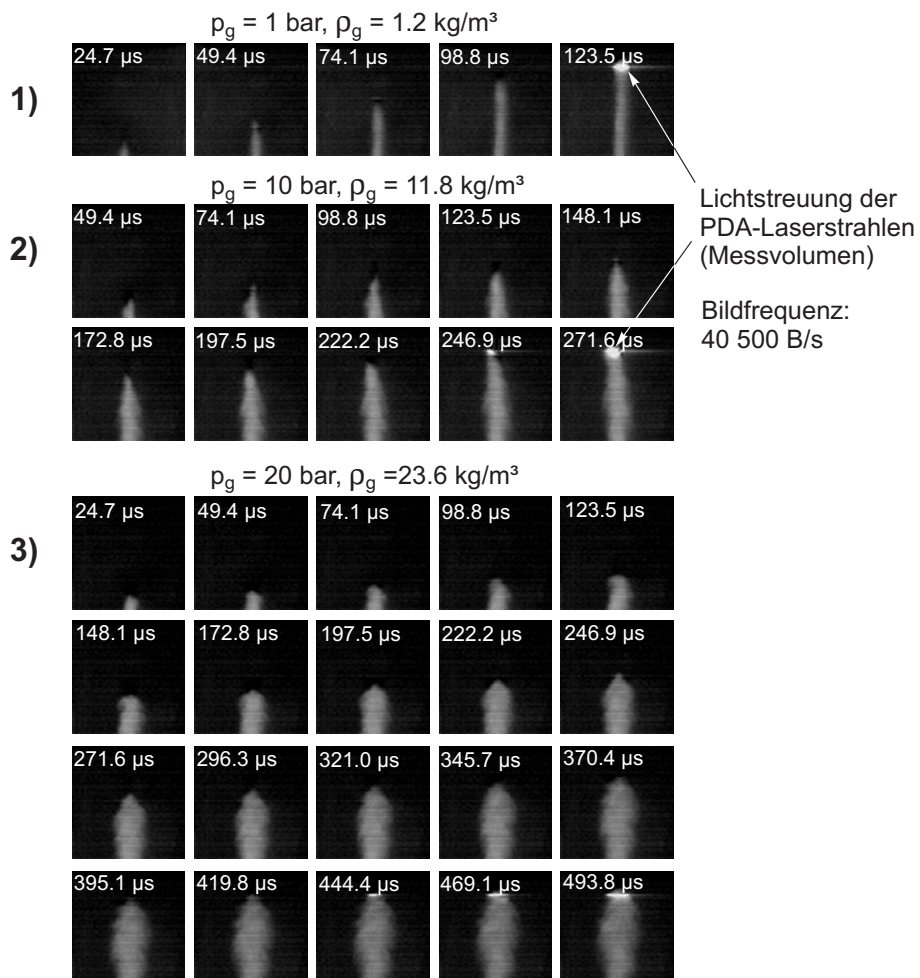 p_g = 1 bar, ρ_g = 1.2 kg/m³
1)
24.7 µs 49.4 µs 74.1 µs 98.8 µs 123.5 µs
p_g = 10 bar, ρ_g = 11.8 kg/m³
2)
49.4 µs 74.1 µs 98.8 µs 123.5 µs 148.1 µs
172.8 µs 197.5 µs 222.2 µs 246.9 µs 271.6 µs
Lichtstreuung der
PDA-Laserstrahlen
(Messvolumen)
Bildfrequenz:
40 500 B/s
p_g = 20 bar, ρ_g =23.6 kg/m³
3)
24.7 µs 49.4 µs 74.1 µs 98.8 µs 123.5 µs
148.1 µs 172.8 µs 197.5 µs 222.2 µs 246.9 µs
271.6 µs 296.3 µs 321.0 µs 345.7 µs 370.4 µs
395.1 µs 419.8 µs 444.4 µs 469.1 µs 493.8 µs